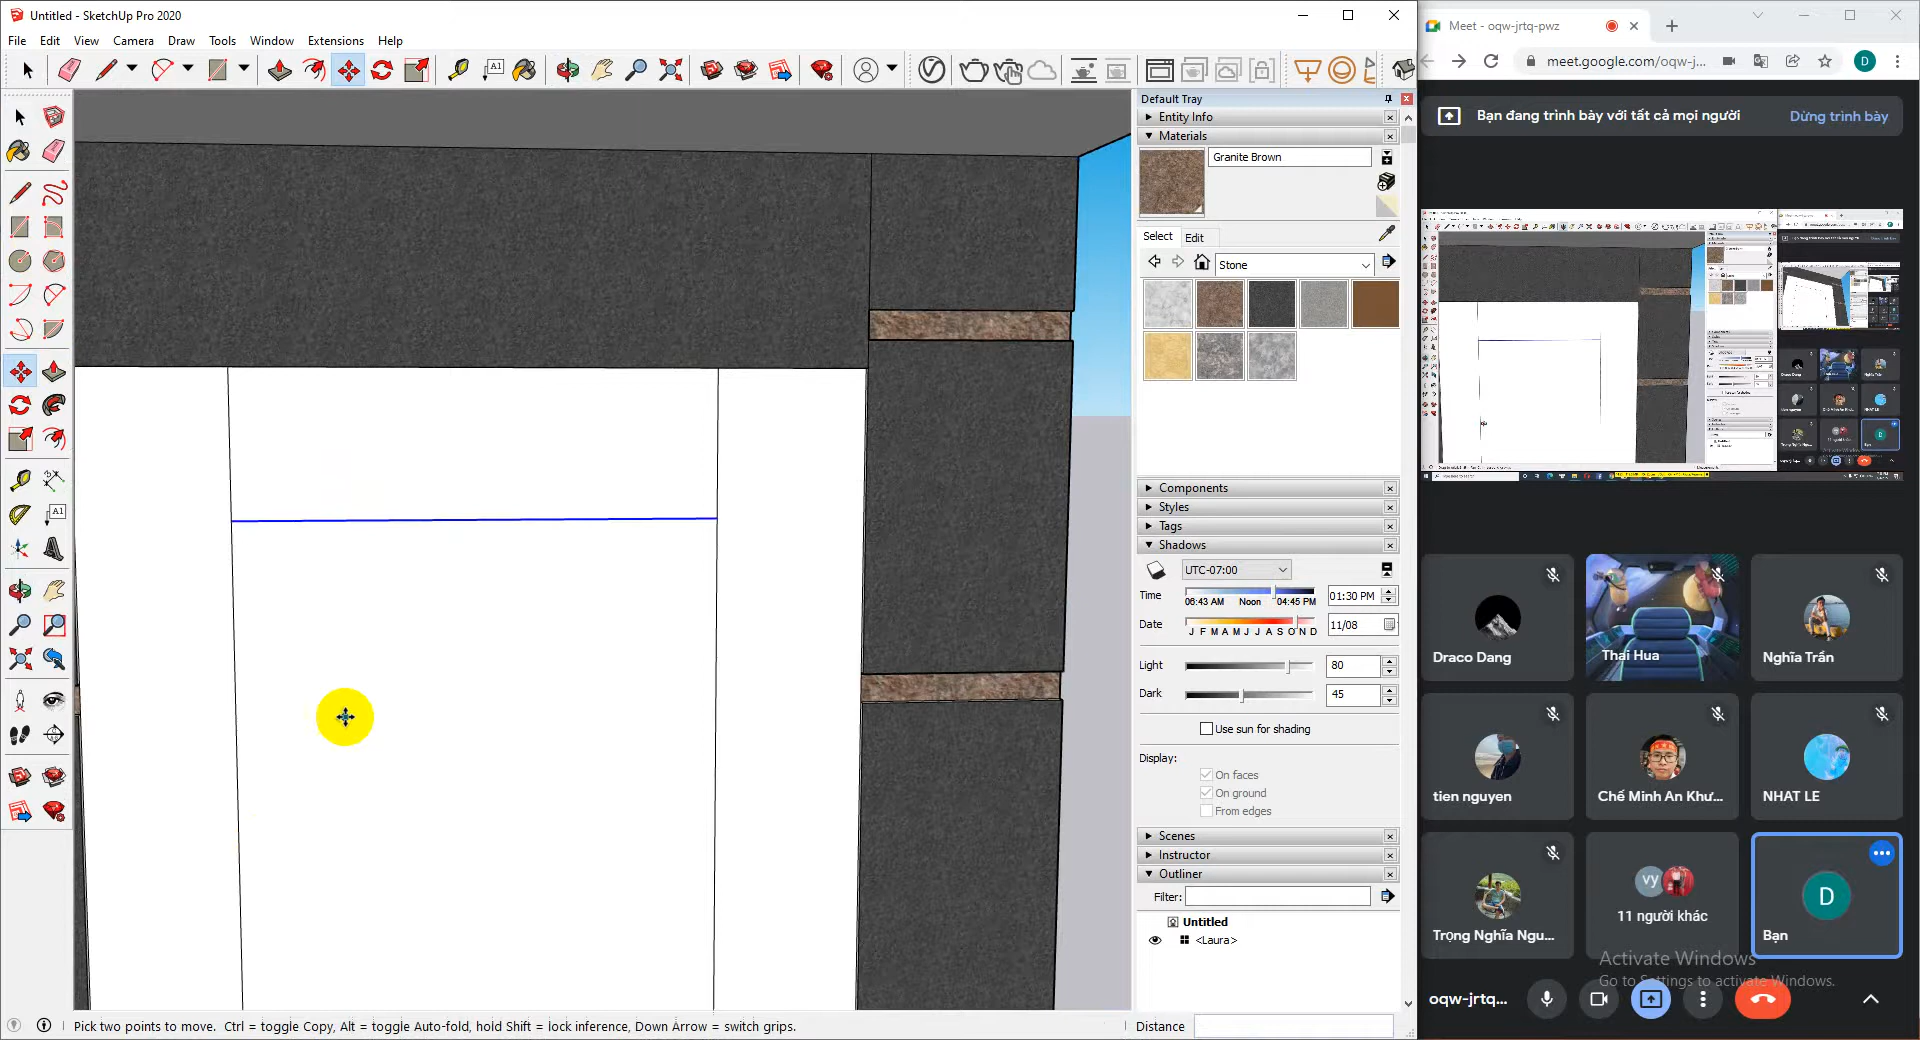 Untitled - SketchUp Pro 2020
File Edit View Camera Draw Tools Window Extensions Help
A1
A1
Default Tray
Entity Info
Materials
Granite Brown
Select Edit
Stone
Components
Styles
Tags
Shadows
UTC-07:00
Time
06:43 AM Noon 04:45 PM
01:30 PM
Date
J F M A M J J A S O N D
11/08
Light
80
Dark
45
Use sun for shading
Display:
On faces
On ground
From edges
Scenes
Instructor
Outliner
Filter:
Untitled
<Laura>
Pick two points to move. Ctrl = toggle Copy, Alt = toggle Auto-fold, hold Shift = lock inference, Down Arrow = switch grips.
Distance
Meet - oqw-jrtq-pwz
meet.google.com/oqw-j...
D
Bạn đang trình bày với tất cả mọi người
Dừng trình bày
Draco Dang
Thai Hua
Nghĩa Trần
tien nguyen
Chế Minh An Khư...
NHAT LE
Trọng Nghĩa Ngu...
VY
11 người khác
D
Bạn
Activate Windows
Go to Settings to activate Windows.
oqw-jrtq...